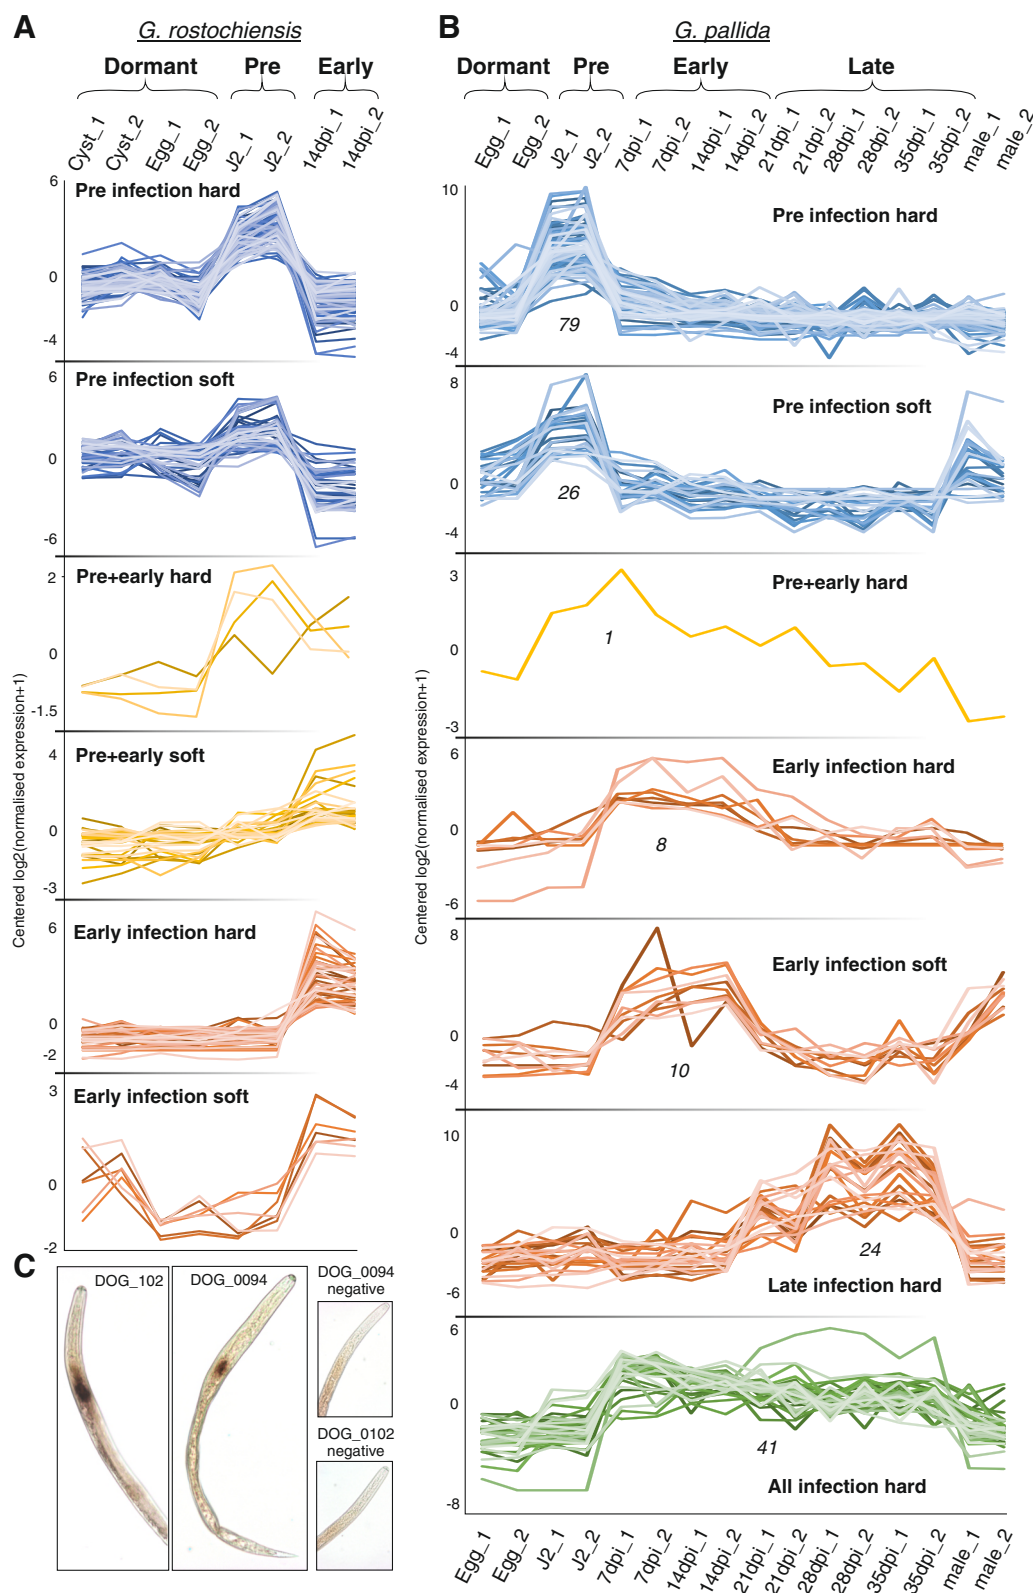 A
G. rostochiensis
Dormant Pre Early
Cyst_1 Cyst_2 Egg_1 Egg_2 J2_1 J2_2 14dpi_1 14dpi_2
Centered log2(normalised expression+1)
6
Pre infection hard
0
-4
6
Pre infection soft
0
-6
2
Pre+early hard
0
-1.5
4
Pre+early soft
0
-3
6
Early infection hard
0
-2
3
Early infection soft
0
-2
B
G. pallida
Dormant Pre Early Late
Egg_1 Egg_2 J2_1 J2_2 7dpi_1 7dpi_2 14dpi_1 14dpi_2 21dpi_1 21dpi_2 28dpi_1 28dpi_2 35dpi_1 35dpi_2 male_1 male_2
Centered log2(normalised expression+1)
10
Pre infection hard
0
79
-4
8
Pre infection soft
0
26
-4
3
Pre+early hard
1
0
-3
6
Early infection hard
0
8
-6
8
Early infection soft
0
10
-4
10
0
24
Late infection hard
-6
6
0
41
All infection hard
-8
Egg_1 Egg_2 J2_1 J2_2 7dpi_1 7dpi_2 14dpi_1 14dpi_2 21dpi_1 21dpi_2 28dpi_1 28dpi_2 35dpi_1 35dpi_2 male_1 male_2
C
DOG_102
DOG_0094
DOG_0094
negative
DOG_0102
negative